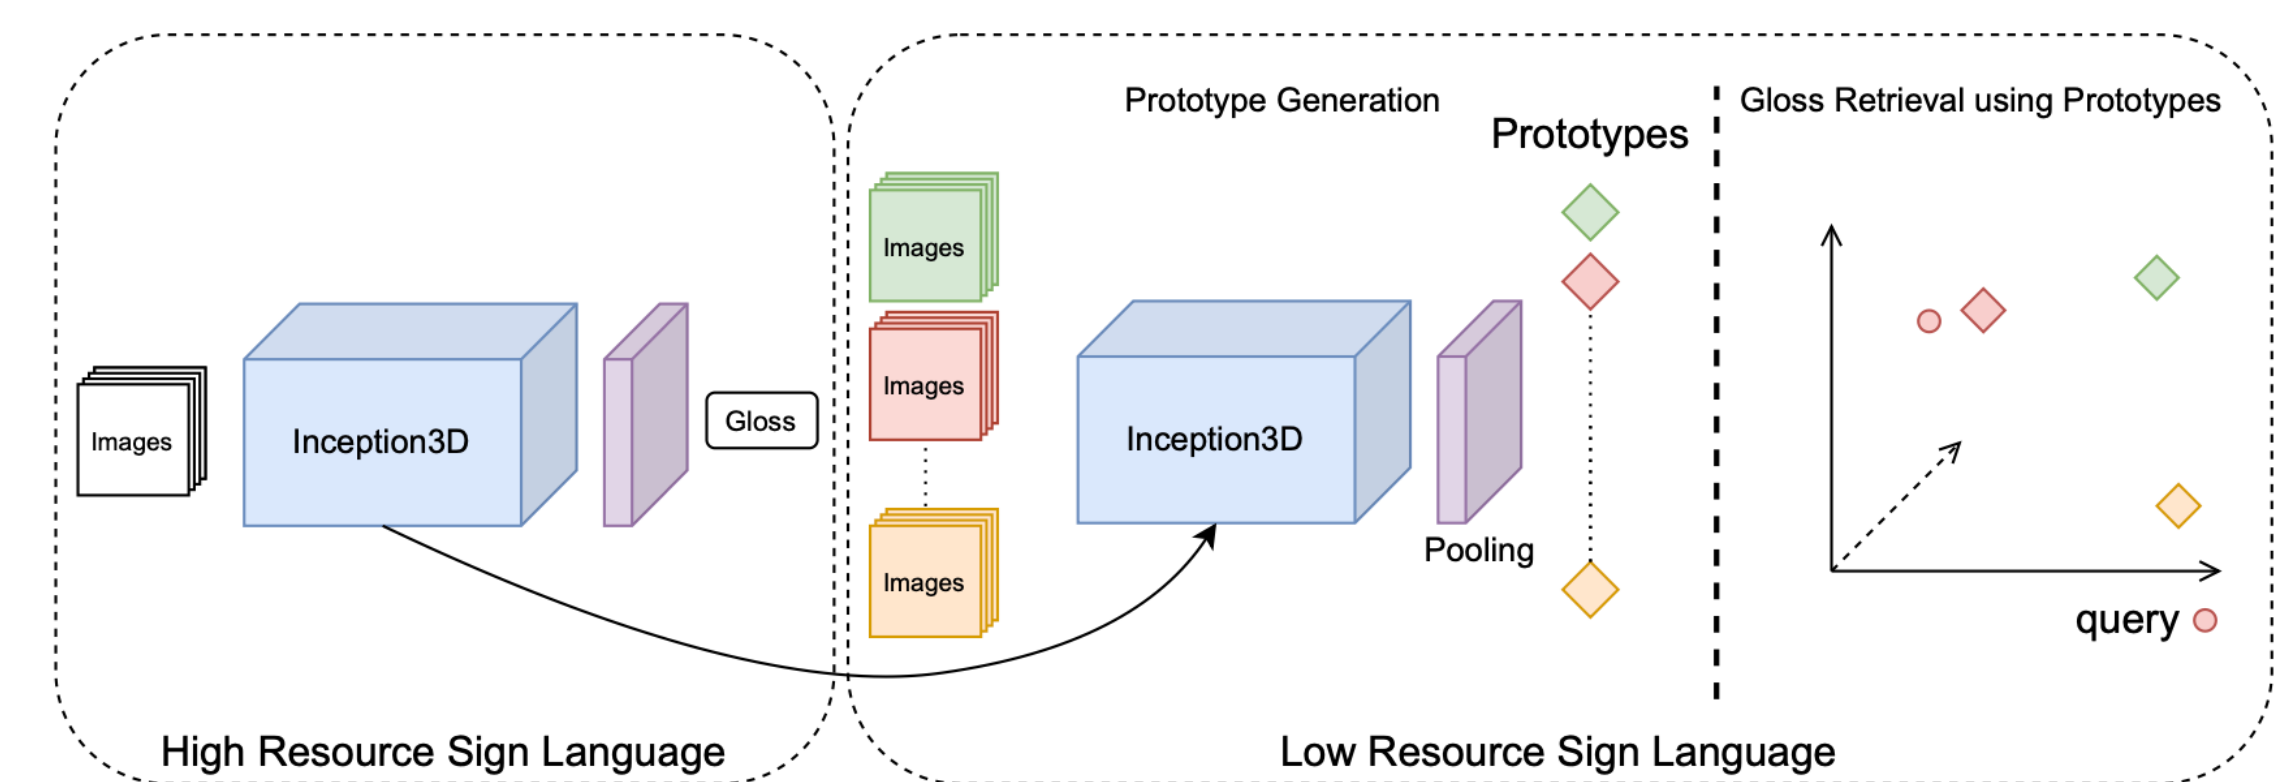 Images
Inception3D
Gloss
High Resource Sign Language
Prototype Generation
Prototypes
Images
Images
Images
Inception3D
Pooling
Gloss Retrieval using Prototypes
query
Low Resource Sign Language